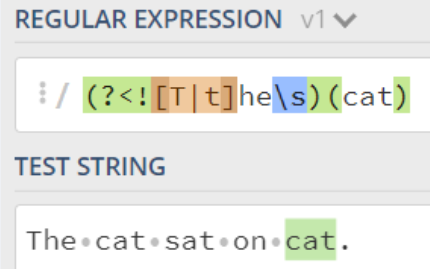 REGULAR EXPRESSION v1
/ (?<![T|t]he\s)(cat)
TEST STRING
The•cat•sat•on•cat.